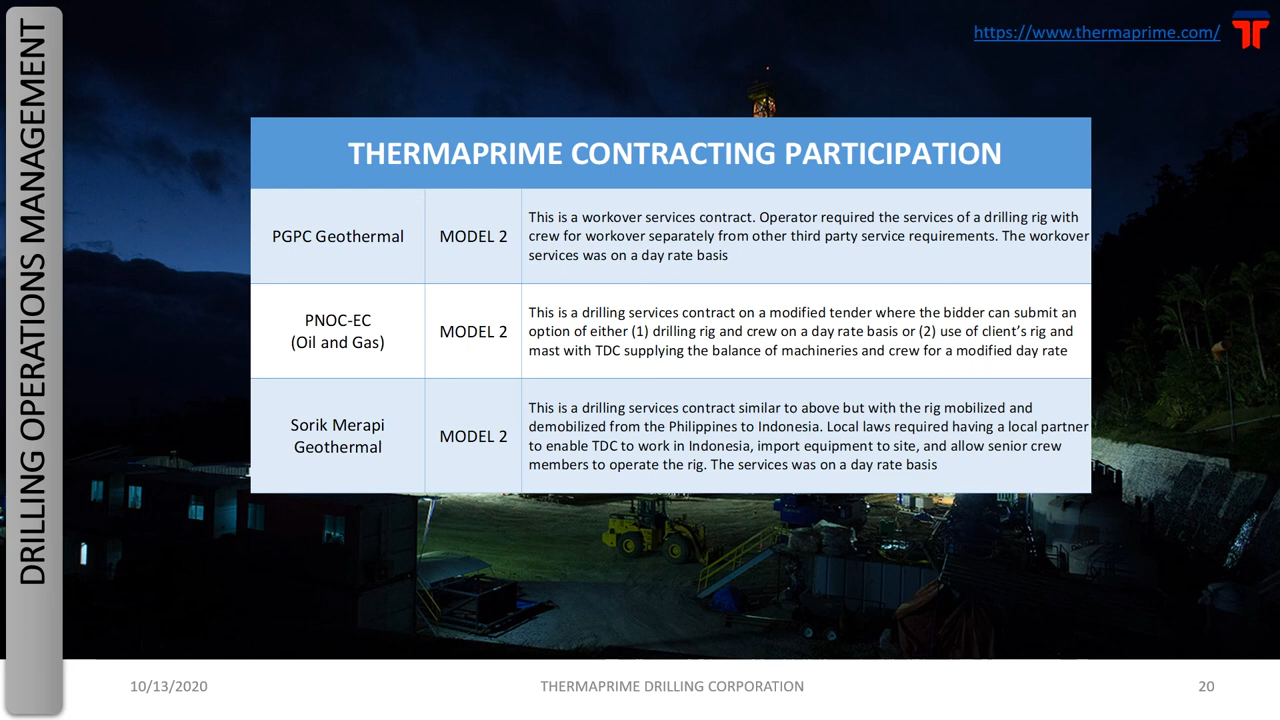 DRILLING OPERATIONS MANAGEMENT
https://www.thermaprime.com/
THERMAPRIME CONTRACTING PARTICIPATION
PGPC Geothermal
MODEL 2
This is a workover services contract. Operator required the services of a drilling rig with
crew for workover separately from other third party service requirements. The workover
services was on a day rate basis
PNOC-EC
(Oil and Gas)
MODEL 2
This is a drilling services contract on a modified tender where the bidder can submit an
option of either (1) drilling rig and crew on a day rate basis or (2) use of client’s rig and
mast with TDC supplying the balance of machineries and crew for a modified day rate
Sorik Merapi
Geothermal
MODEL 2
This is a drilling services contract similar to above but with the rig mobilized and
demobilized from the Philippines to Indonesia. Local laws required having a local partner
to enable TDC to work in Indonesia, import equipment to site, and allow senior crew
members to operate the rig. The services was on a day rate basis
10/13/2020
THERMAPRIME DRILLING CORPORATION
20